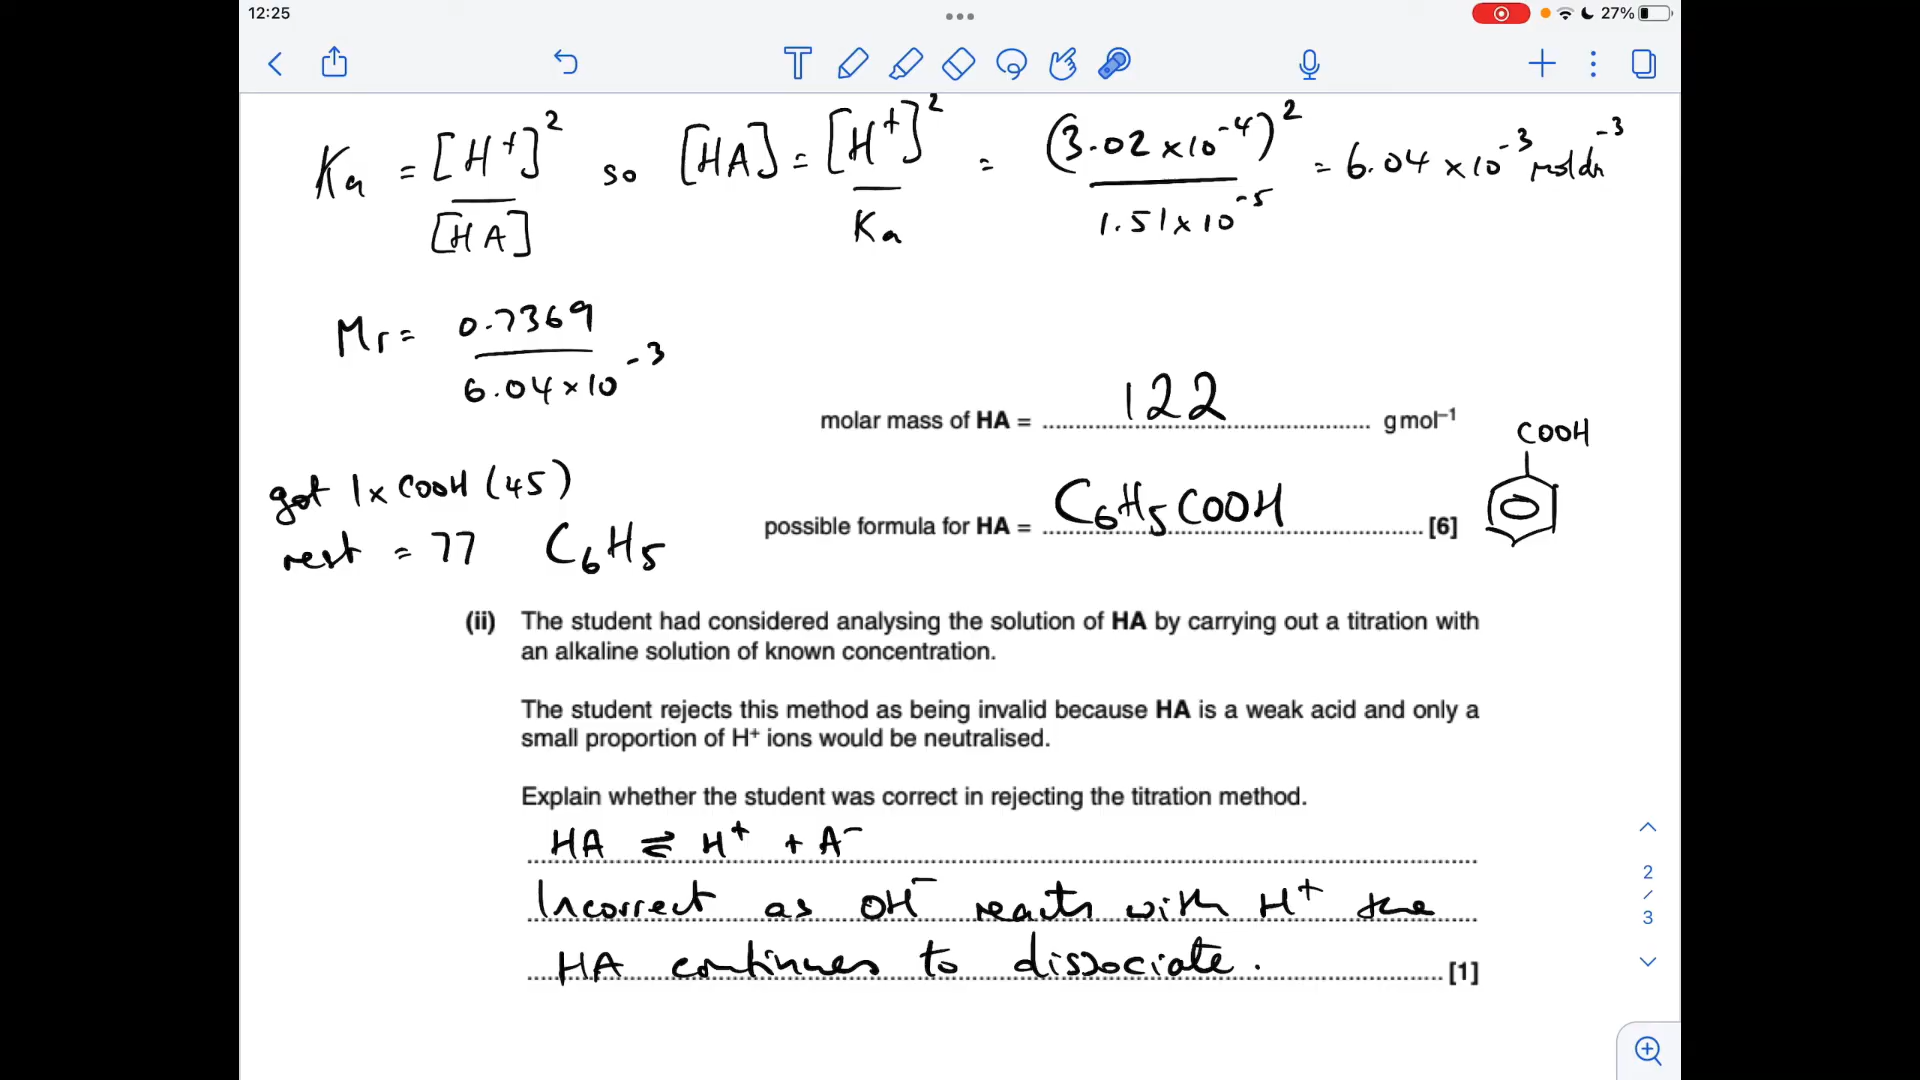 12:25
27%
Ka = [H+]² / [HA] so [HA] = [H+]² / Ka = (3.02 x10⁻⁴)² / 1.51x10⁻⁵ = 6.04 x10⁻³ moldm⁻³
Mr = 0.7369 / 6.04 x10⁻³
molar mass of HA = 122 g mol⁻¹
COOH
got 1x COOH (45)
possible formula for HA = C₆H₅COOH [6]
rest = 77 C₆H₅
(ii) The student had considered analysing the solution of HA by carrying out a titration with
an alkaline solution of known concentration.
The student rejects this method as being invalid because HA is a weak acid and only a
small proportion of H⁺ ions would be neutralised.
Explain whether the student was correct in rejecting the titration method.
HA ⇌ H⁺ + A⁻
Incorrect as OH⁻ reacts with H⁺ the
HA continues to dissociate. [1]
2
/
3